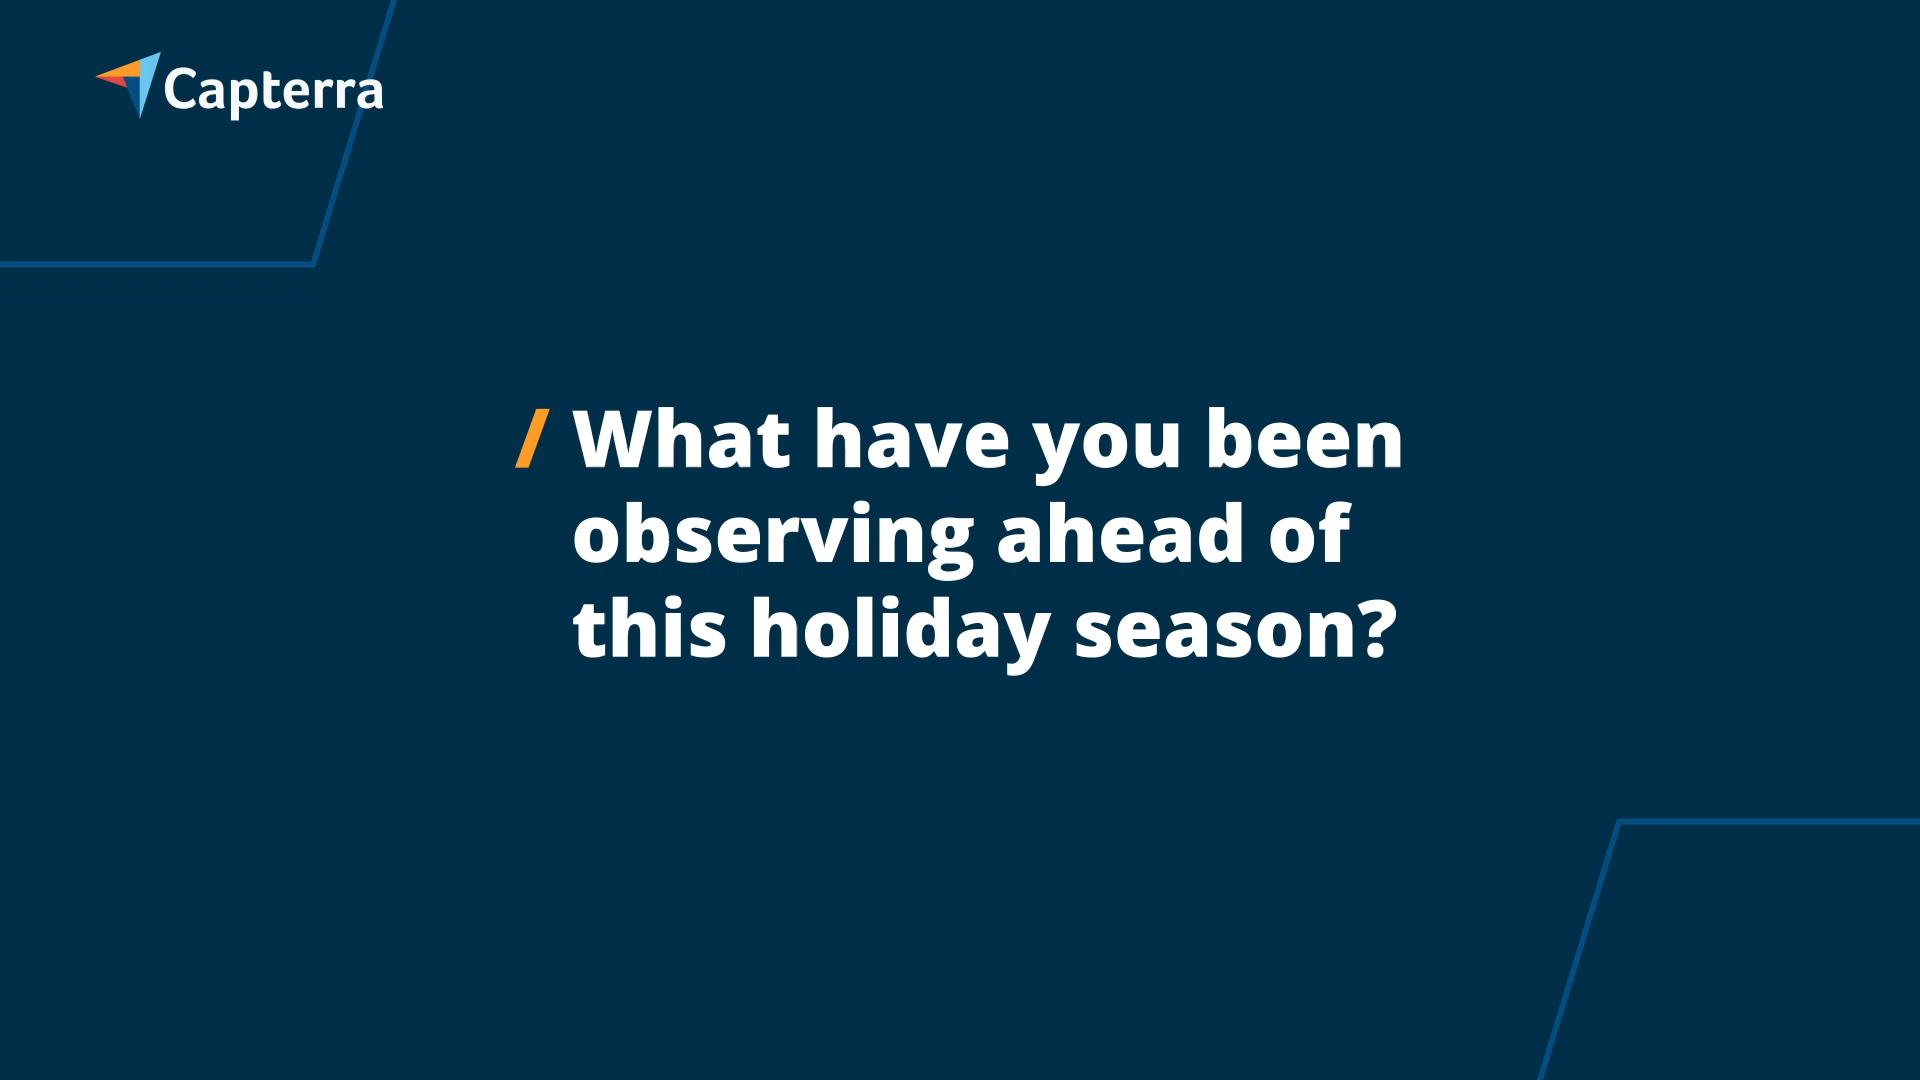 Capterra
/ What have you been
observing ahead of
this holiday season?